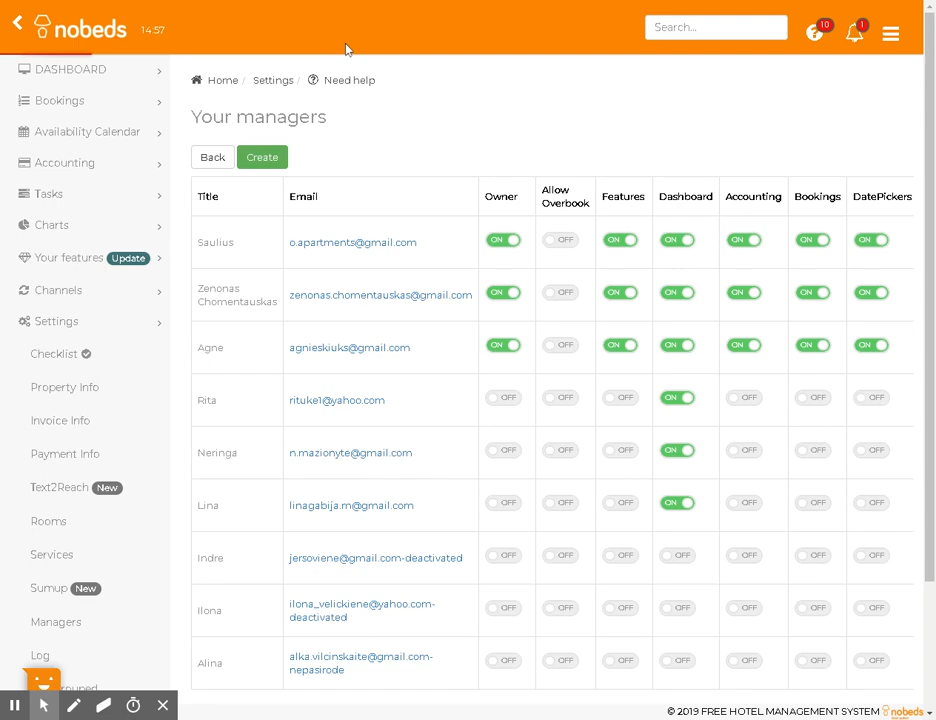 nobeds 14:57 Search... 10 1
DASHBOARD
Bookings
Availability Calendar
Accounting
Tasks
Charts
Your features Update
Channels
Settings
Checklist
Property Info
Invoice Info
Payment Info
Text2Reach New
Rooms
Services
Sumup New
Managers
Log
Home / Settings / Need help
Your managers
Back Create
Title Email Owner Allow Overbook Features Dashboard Accounting Bookings DatePickers
Saulius o.apartments@gmail.com ON OFF ON ON ON ON ON
Zenonas Chomentauskas zenonas.chomentauskas@gmail.com ON OFF ON ON ON ON ON
Agne agnieskiuks@gmail.com ON OFF ON ON ON ON ON
Rita rituke1@yahoo.com OFF OFF OFF ON OFF OFF OFF
Neringa n.mazionyte@gmail.com OFF OFF OFF ON OFF OFF OFF
Lina linagabija.m@gmail.com OFF OFF OFF ON OFF OFF OFF
Indre jersoviene@gmail.com-deactivated OFF OFF OFF OFF OFF OFF OFF
Ilona ilona_velickiene@yahoo.com-deactivated OFF OFF OFF OFF OFF OFF OFF
Alina alka.vilcinskaite@gmail.com-nepasirode OFF OFF OFF OFF OFF OFF OFF
© 2019 FREE HOTEL MANAGEMENT SYSTEM nobeds